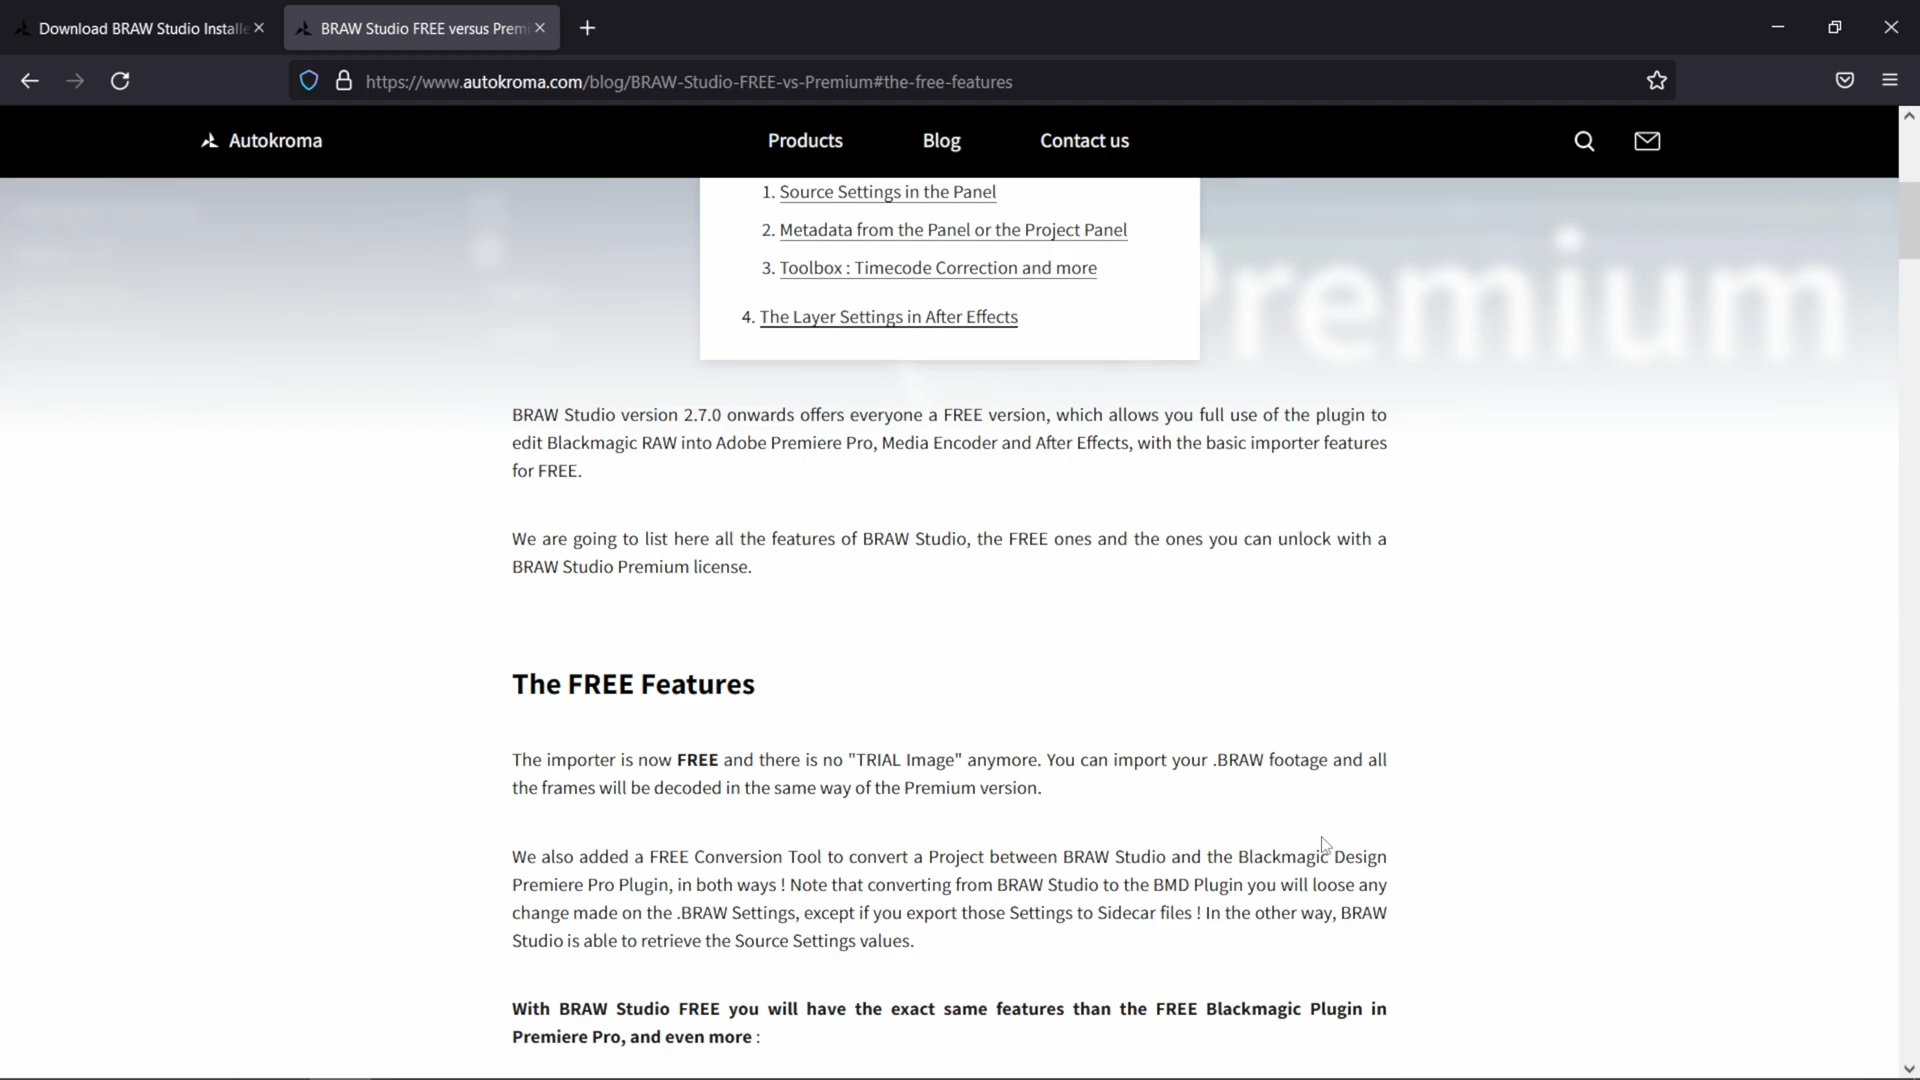 Download BRAW Studio Installe
BRAW Studio FREE versus Premi
https://www.autokroma.com/blog/BRAW-Studio-FREE-vs-Premium#the-free-features
Autokroma
Products
Blog
Contact us
1. Source Settings in the Panel
2. Metadata from the Panel or the Project Panel
3. Toolbox : Timecode Correction and more
4. The Layer Settings in After Effects
Premium
BRAW Studio version 2.7.0 onwards offers everyone a FREE version, which allows you full use of the plugin to
edit Blackmagic RAW into Adobe Premiere Pro, Media Encoder and After Effects, with the basic importer features
for FREE.
We are going to list here all the features of BRAW Studio, the FREE ones and the ones you can unlock with a
BRAW Studio Premium license.
The FREE Features
The importer is now FREE and there is no "TRIAL Image" anymore. You can import your .BRAW footage and all
the frames will be decoded in the same way of the Premium version.
We also added a FREE Conversion Tool to convert a Project between BRAW Studio and the Blackmagic Design
Premiere Pro Plugin, in both ways ! Note that converting from BRAW Studio to the BMD Plugin you will loose any
change made on the .BRAW Settings, except if you export those Settings to Sidecar files ! In the other way, BRAW
Studio is able to retrieve the Source Settings values.
With BRAW Studio FREE you will have the exact same features than the FREE Blackmagic Plugin in
Premiere Pro, and even more :